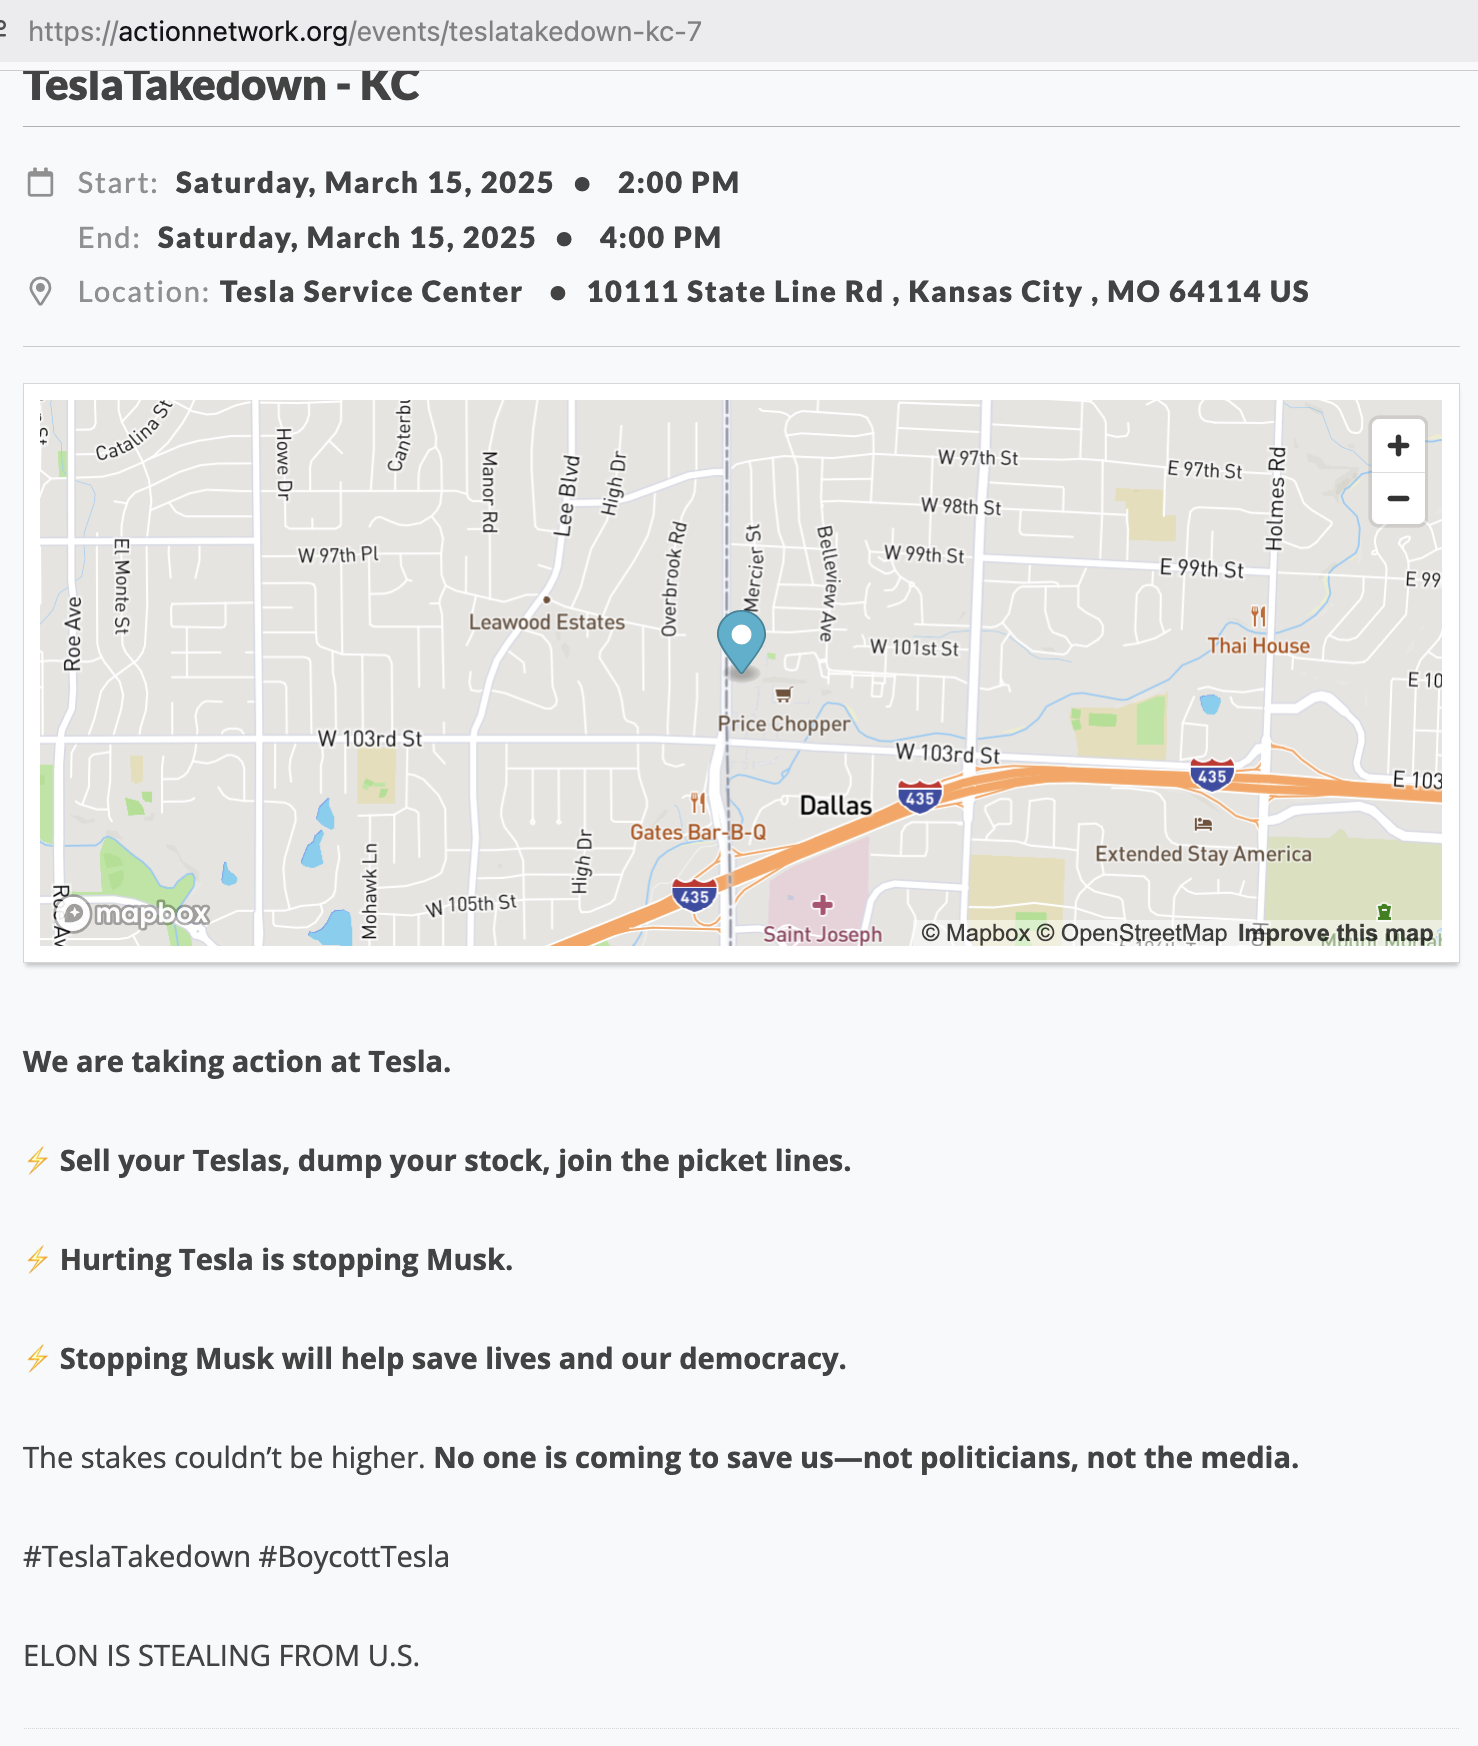 https://actionnetwork.org/events/teslatakedown-kc-7
TeslaTakedown - KC
Start: Saturday, March 15, 2025 ● 2:00 PM
End: Saturday, March 15, 2025 ● 4:00 PM
Location: Tesla Service Center ● 10111 State Line Rd , Kansas City , MO 64114 US
Catalina St
Howe Dr
Manor Rd
Lee Blvd
High Dr
W 97th St
E 97th St
Holmes Rd
+
−
W 98th St
El Monte St
W 97th Pl
Overbrook Rd
Mercier St
Belleview Ave
W 99th St
E 99th St
E 99
Roe Ave
Leawood Estates
W 101st St
Thai House
E 10
Price Chopper
W 103rd St
W 103rd St
435
E 103
435
Dallas
Gates Bar-B-Q
High Dr
Extended Stay America
Mohawk Ln
435
W 105th St
mapbox
Saint Joseph
© Mapbox © OpenStreetMap Improve this map
We are taking action at Tesla.
⚡ Sell your Teslas, dump your stock, join the picket lines.
⚡ Hurting Tesla is stopping Musk.
⚡ Stopping Musk will help save lives and our democracy.
The stakes couldn't be higher. No one is coming to save us—not politicians, not the media.
#TeslaTakedown #BoycottTesla
ELON IS STEALING FROM U.S.